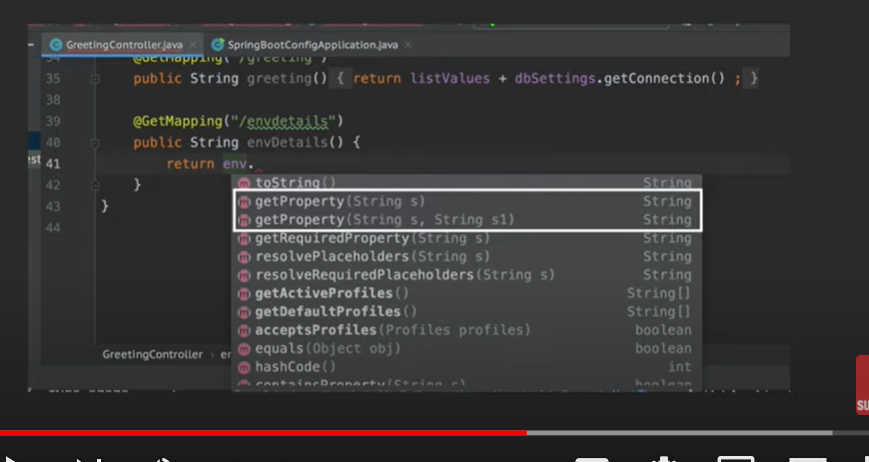 GreetingController.java × SpringBootConfigApplication.java ×
34 @GetMapping("/greeting")
35 public String greeting() { return listValues + dbSettings.getConnection() ; }
38
39 @GetMapping("/envdetails")
40 public String envDetails() {
est 41 return env.
42 }
43 }
44
toString() String
getProperty(String s) String
getProperty(String s, String s1) String
getRequiredProperty(String s) String
resolvePlaceholders(String s) String
resolveRequiredPlaceholders(String s) String
getActiveProfiles() String[]
getDefaultProfiles() String[]
acceptsProfiles(Profiles profiles) boolean
equals(Object obj) boolean
hashCode() int
containsProperty(String s) boolean
GreetingController › en
SU